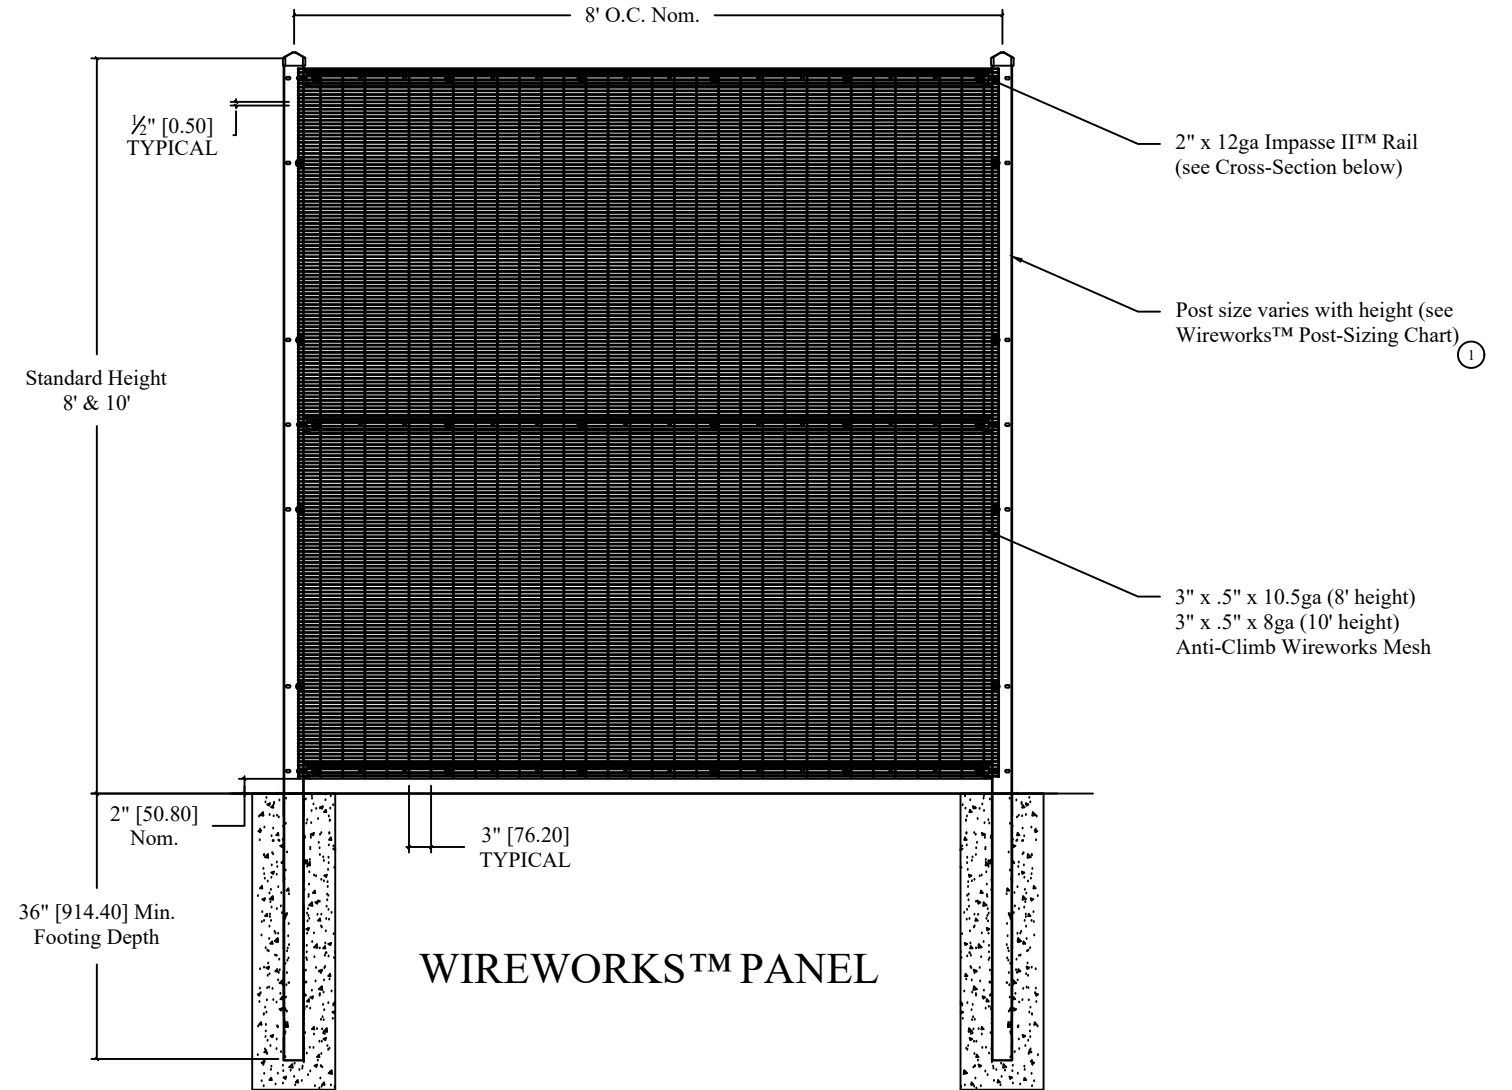 8' O.C. Nom.
½" [0.50]
TYPICAL
2" x 12ga Impasse II™ Rail
(see Cross-Section below)
Post size varies with height (see
Wireworks™ Post-Sizing Chart)
1
Standard Height
8' & 10'
3" x .5" x 10.5ga (8' height)
3" x .5" x 8ga (10' height)
Anti-Climb Wireworks Mesh
2" [50.80]
Nom.
3" [76.20]
TYPICAL
36" [914.40] Min.
Footing Depth
WIREWORKS™ PANEL